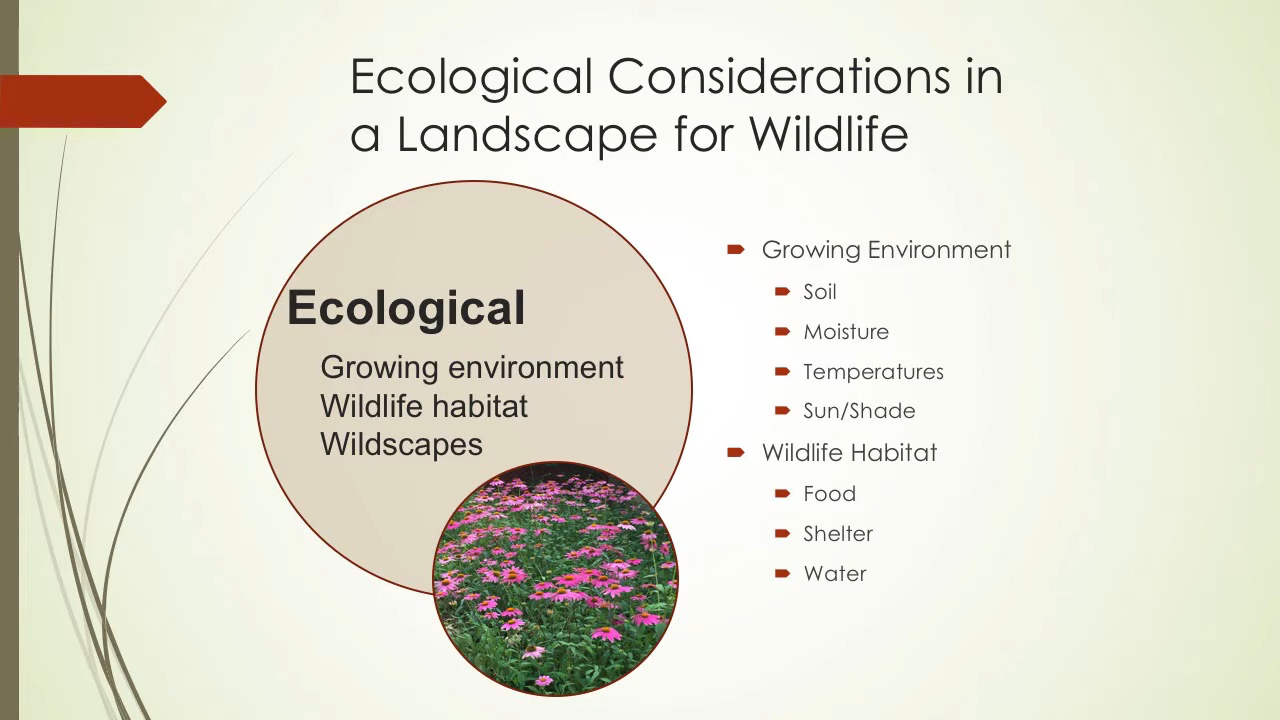 Ecological Considerations in
a Landscape for Wildlife
Ecological
Growing environment
Wildlife habitat
Wildscapes
Growing Environment
Soil
Moisture
Temperatures
Sun/Shade
Wildlife Habitat
Food
Shelter
Water